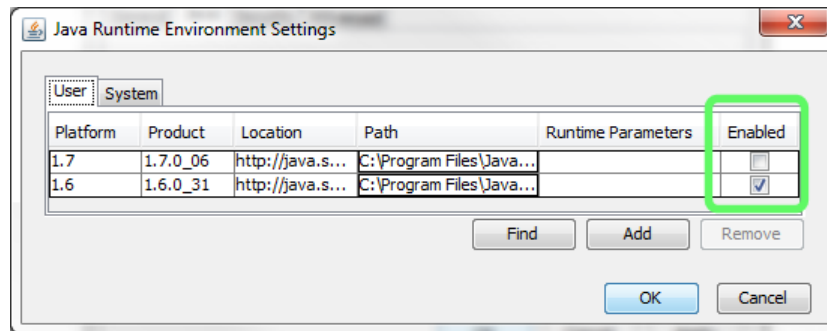 Java Runtime Environment Settings
User System
Platform Product Location Path Runtime Parameters Enabled
1.7 1.7.0_06 http://java.s... C:\Program Files\Java...
1.6 1.6.0_31 http://java.s... C:\Program Files\Java...
Find Add Remove
OK Cancel